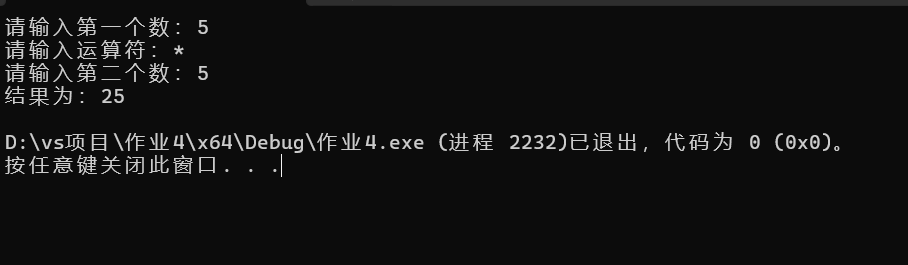 请输入第一个数：5
请输入运算符：*
请输入第二个数：5
结果为：25
D:\vs项目\作业4\x64\Debug\作业4.exe (进程 2232)已退出，代码为 0 (0x0)。
按任意键关闭此窗口. . .